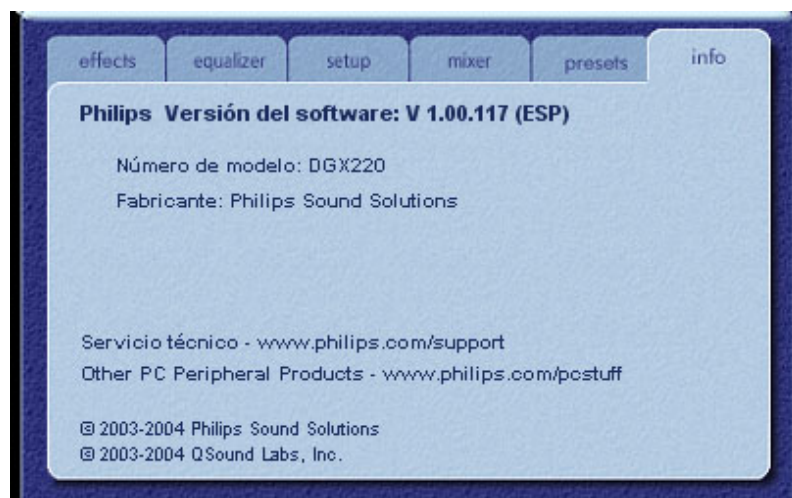 effects equalizer setup mixer presets info
Philips Versión del software: V 1.00.117 (ESP)
Número de modelo: DGX220
Fabricante: Philips Sound Solutions
Servicio técnico - www.philips.com/support
Other PC Peripheral Products - www.philips.com/pcstuff
© 2003-2004 Philips Sound Solutions
© 2003-2004 QSound Labs, Inc.